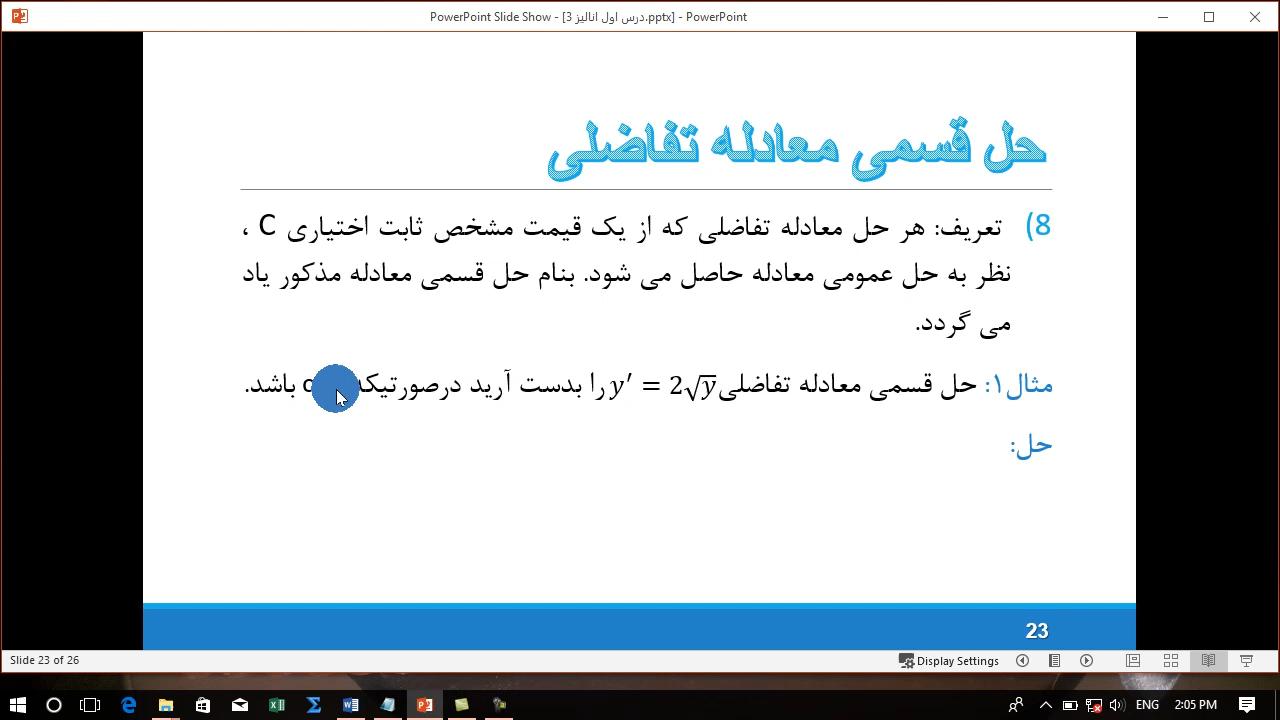 PowerPoint Slide Show - [درس اول انالیز 3.pptx] - PowerPoint
حل قسمی معادله تفاضلی
8) تعریف: هر حل معادله تفاضلی که از یک قیمت مشخص ثابت اختیاری C ،
نظر به حل عمومی معادله حاصل می شود. بنام حل قسمی معادله مذکور یاد
می گردد.
مثال۱: حل قسمی معادله تفاضلی y′ = 2√y را بدست آرید درصورتیکه باشد.
حل:
23
Slide 23 of 26
Display Settings
ENG
2:05 PM